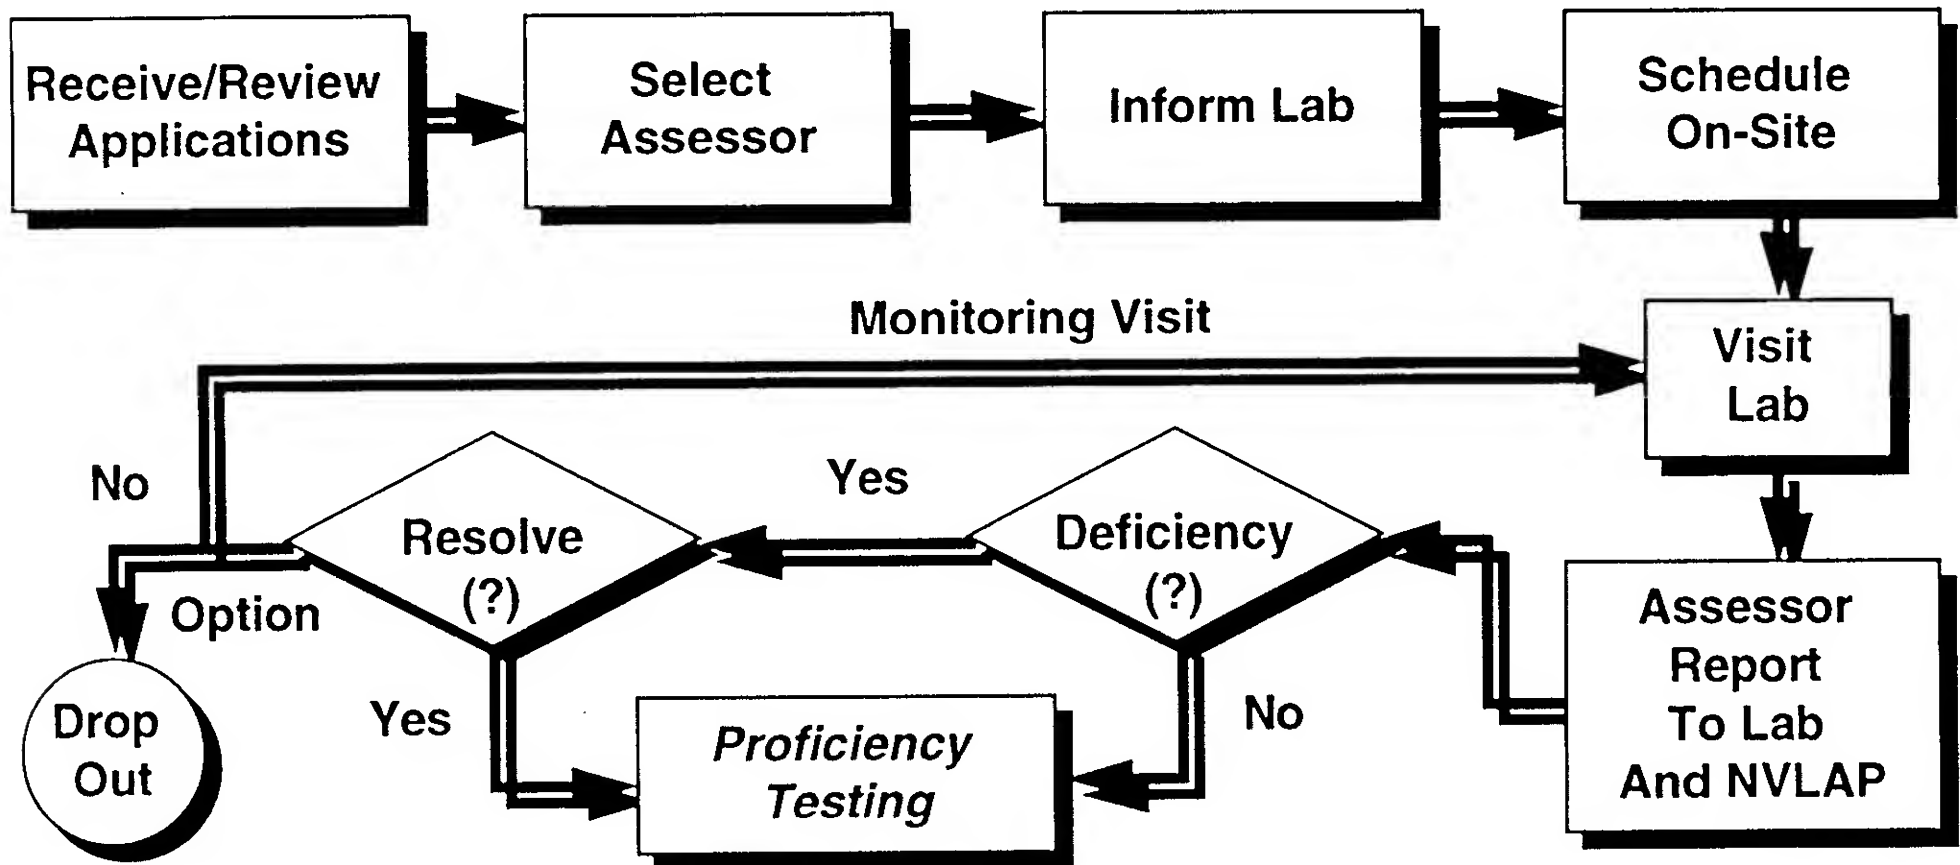 Receive/Review
Applications
Select
Assessor
Inform Lab
Schedule
On-Site
Monitoring Visit
Visit
Lab
No
Yes
Resolve
(?)
Deficiency
(?)
Option
Assessor
Report
To Lab
And NVLAP
Drop
Out
Yes
Proficiency
Testing
No